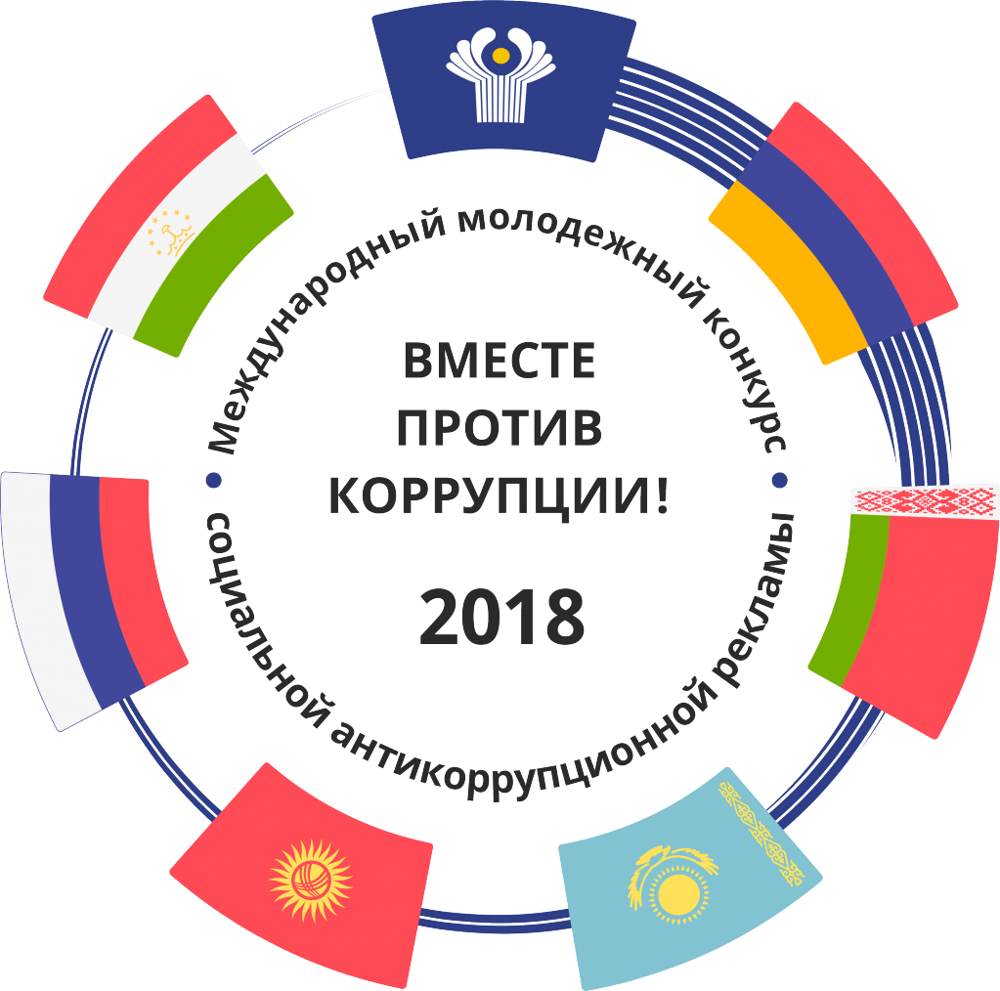 Международный молодежный конкурс
ВМЕСТЕ
ПРОТИВ
КОРРУПЦИИ!
2018
социальной антикоррупционной рекламы